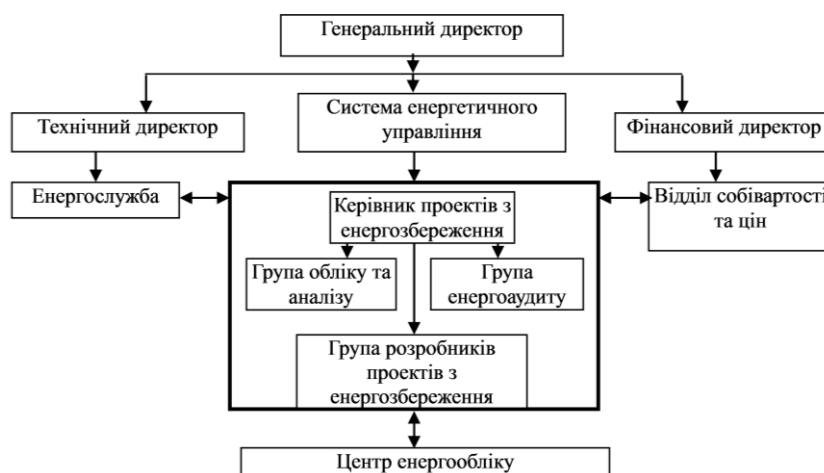 Генеральний директор
Технічний директор
Система енергетичного
управління
Фінансовий директор
Енергослужба
Керівник проектів з
енергозбереження
Відділ собівартості
та цін
Група обліку та
аналізу
Група
енергоаудиту
Група розробників
проектів з
енергозбереження
Центр енергообліку